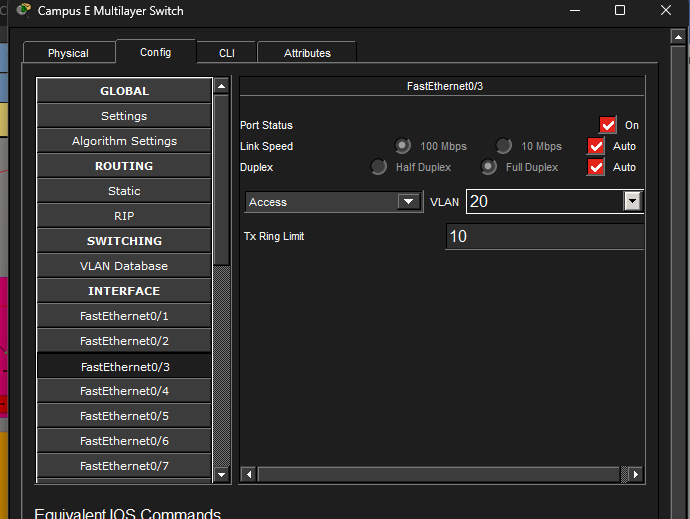 Campus E Multilayer Switch
Physical Config CLI Attributes
GLOBAL
Settings
Algorithm Settings
ROUTING
Static
RIP
SWITCHING
VLAN Database
INTERFACE
FastEthernet0/1
FastEthernet0/2
FastEthernet0/3
FastEthernet0/4
FastEthernet0/5
FastEthernet0/6
FastEthernet0/7
FastEthernet0/3
Port Status On
Link Speed 100 Mbps 10 Mbps Auto
Duplex Half Duplex Full Duplex Auto
Access VLAN 20
Tx Ring Limit 10
Equivalent IOS Commands